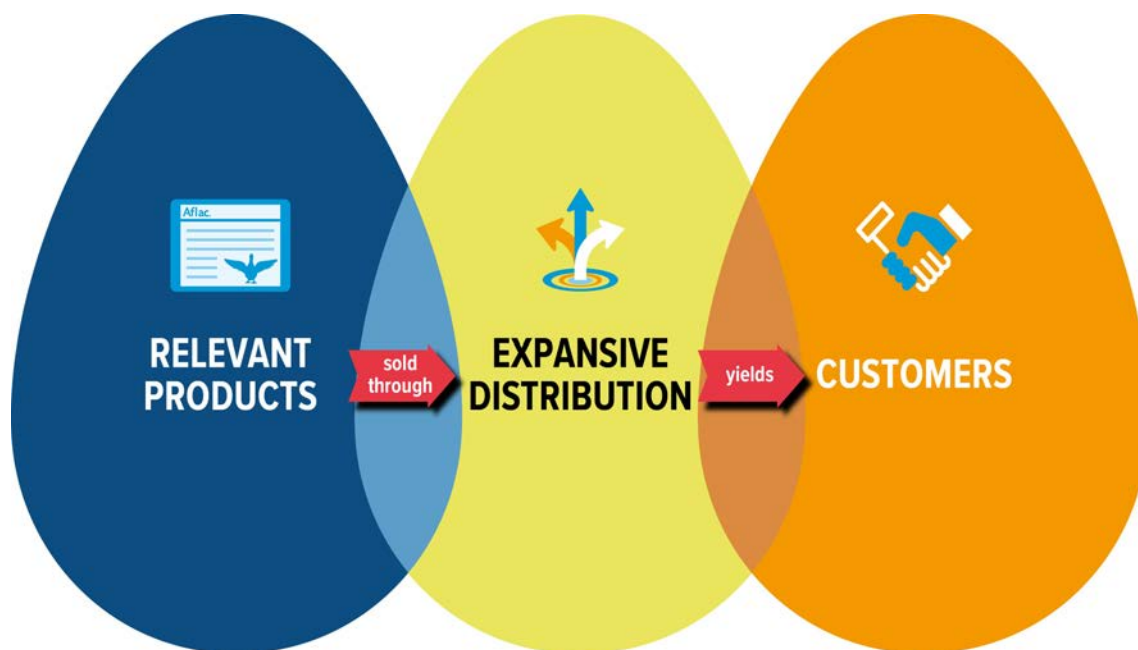 Aflac.
RELEVANT
PRODUCTS
sold
through
EXPANSIVE
DISTRIBUTION
yields
CUSTOMERS